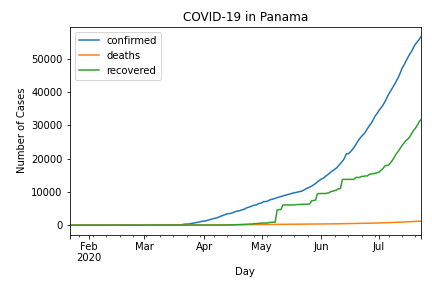 COVID-19 in Panama
confirmed
deaths
recovered
Number of Cases
50000
40000
30000
20000
10000
0
Feb
2020
Mar
Apr
May
Jun
Jul
Day